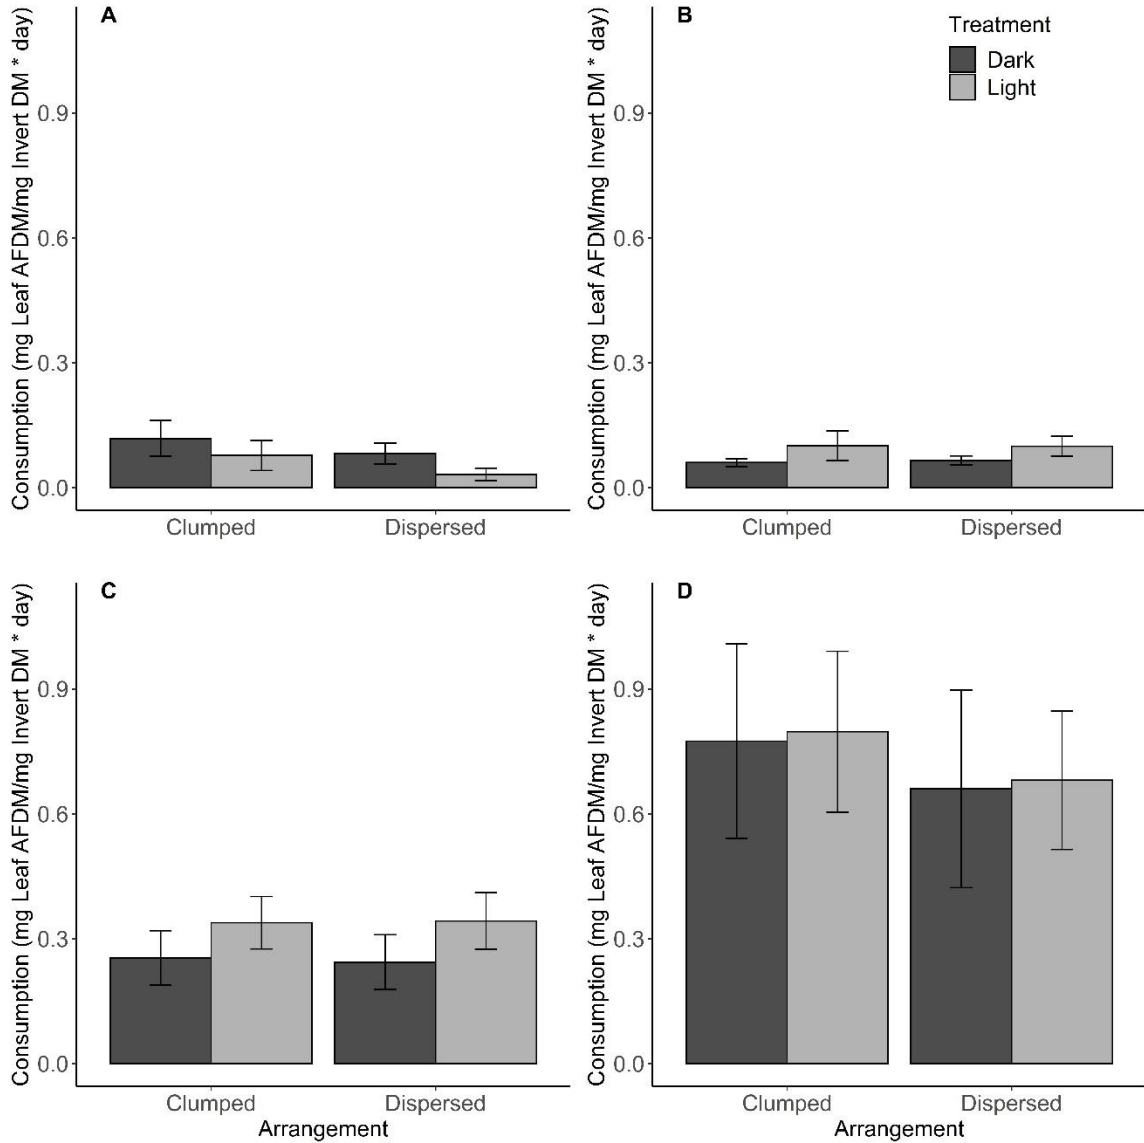 A
Consumption (mg Leaf AFDM/mg Invert DM * day)
0.9
0.6
0.3
0.0
Clumped
Dispersed
B
Treatment
Dark
Light
Consumption (mg Leaf AFDM/mg Invert DM * day)
0.9
0.6
0.3
0.0
Clumped
Dispersed
C
Consumption (mg Leaf AFDM/mg Invert DM * day)
0.9
0.6
0.3
0.0
Clumped
Dispersed
Arrangement
D
Consumption (mg Leaf AFDM/mg Invert DM * day)
0.9
0.6
0.3
0.0
Clumped
Dispersed
Arrangement